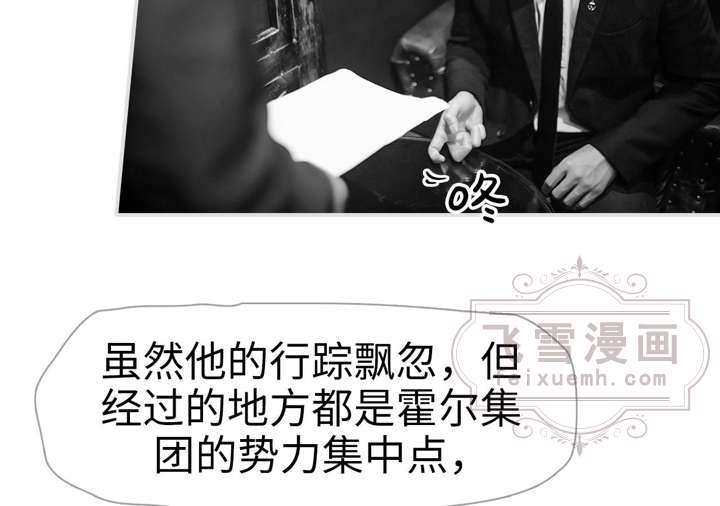 咚
飞雪漫画
feixuemh.com
虽然他的行踪飘忽，但
经过的地方都是霍尔集
团的势力集中点，